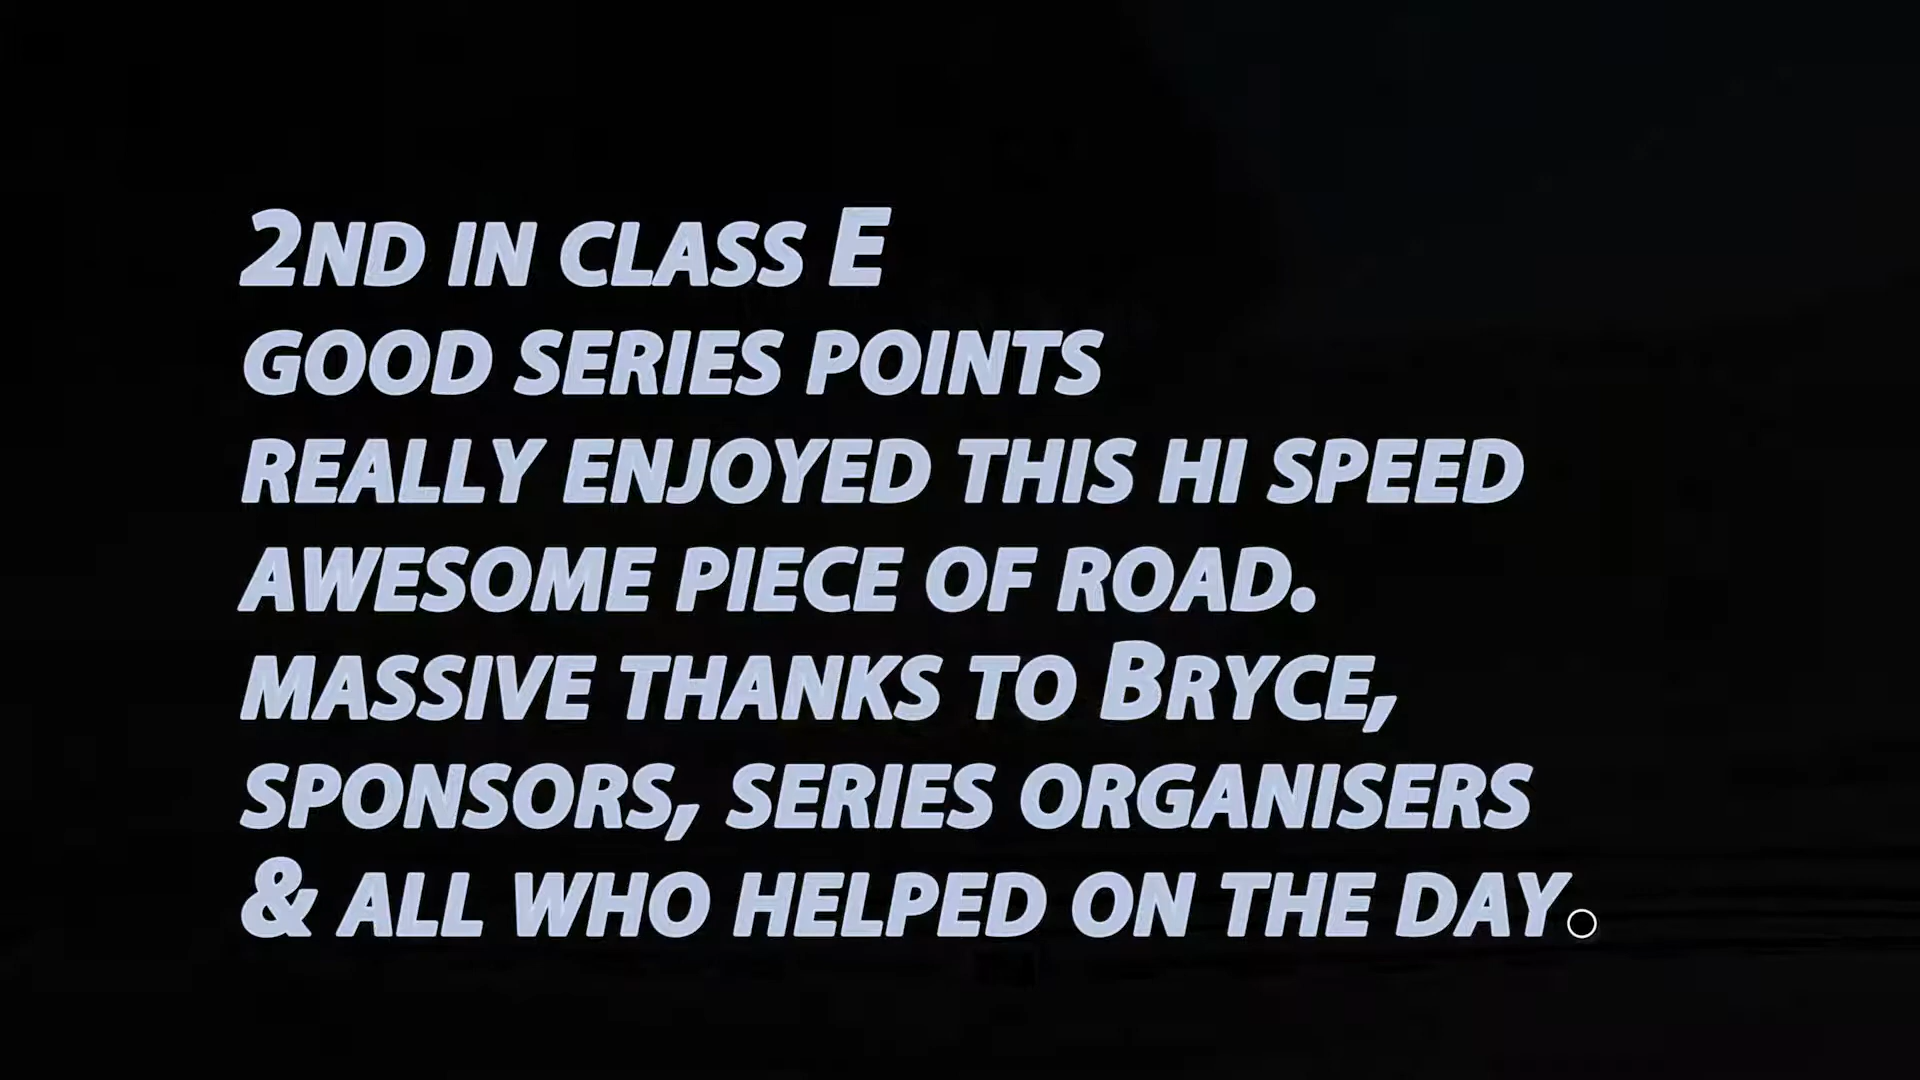 2nd in class E
good series points
really enjoyed this hi speed
awesome piece of road.
massive thanks to Bryce,
sponsors, series organisers
& all who helped on the day.